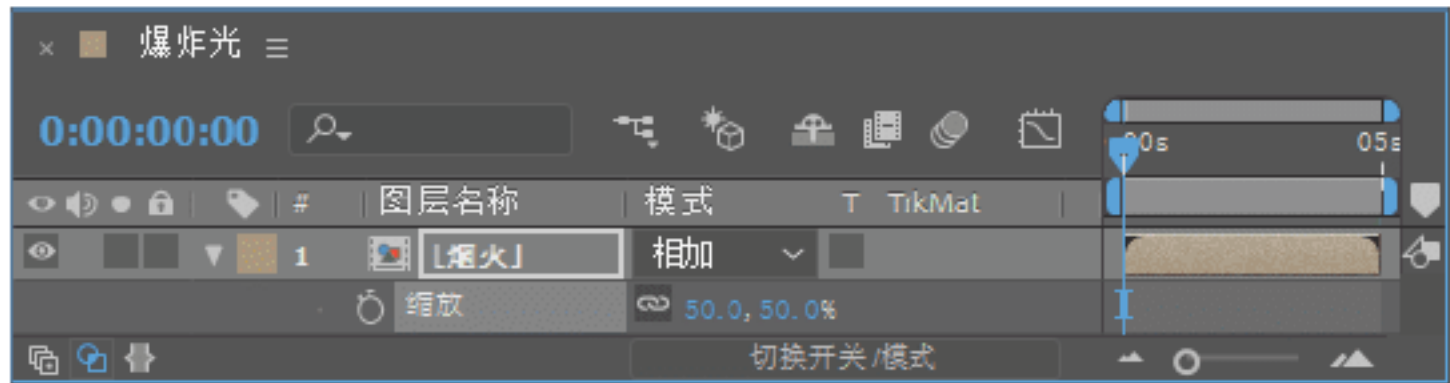 × 爆炸光 ≡
0:00:00:00
00s 05s
# 图层名称 模式 T TikMat
1 [烟火] 相加
缩放 50.0, 50.0%
切换开关/模式